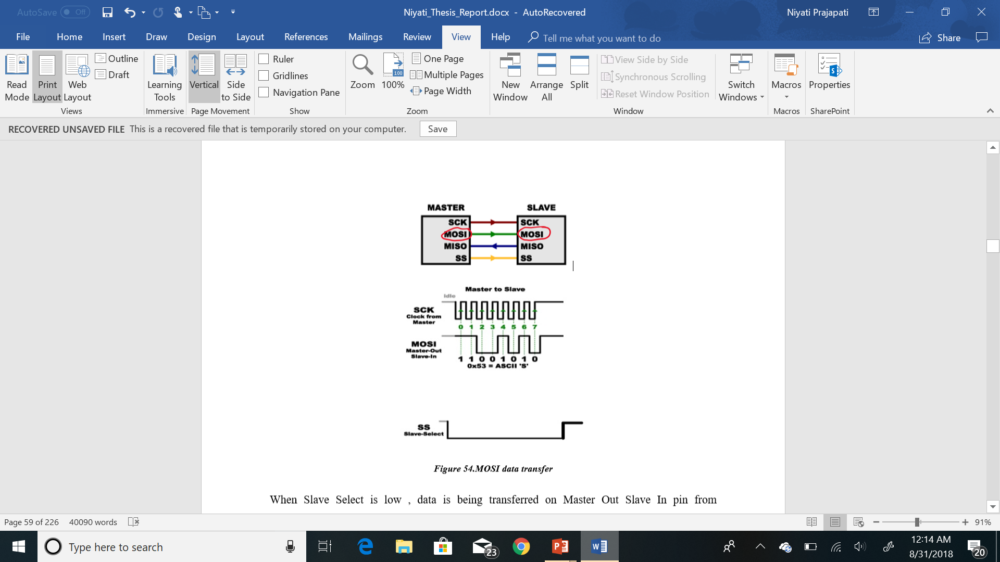 AutoSave Off
Niyati_Thesis_Report.docx - AutoRecovered
Niyati Prajapati
File Home Insert Draw Design Layout References Mailings Review View Help Tell me what you want to do Share
Read Mode
Print Layout
Web Layout
Outline
Draft
Views
Learning Tools
Immersive
Vertical
Side to Side
Page Movement
Ruler
Gridlines
Navigation Pane
Show
Zoom
100
100%
One Page
Multiple Pages
Page Width
Zoom
New Window
Arrange All
Split
View Side by Side
Synchronous Scrolling
Reset Window Position
Switch Windows
Window
Macros
Macros
Properties
SharePoint
RECOVERED UNSAVED FILE This is a recovered file that is temporarily stored on your computer. Save
MASTER SLAVE
SCK SCK
MOSI MOSI
MISO MISO
SS SS
Master to Slave
Idle
SCK
Clock from
Master
0 1 2 3 4 5 6 7
MOSI
Master-Out
Slave-In
1 1 0 0 1 0 1 0
0x53 = ASCII 'S'
SS
Slave-Select
Figure 54.MOSI data transfer
When Slave Select is low , data is being transferred on Master Out Slave In pin from
Page 59 of 226 40090 words
91%
Type here to search
23
12:14 AM
8/31/2018
20